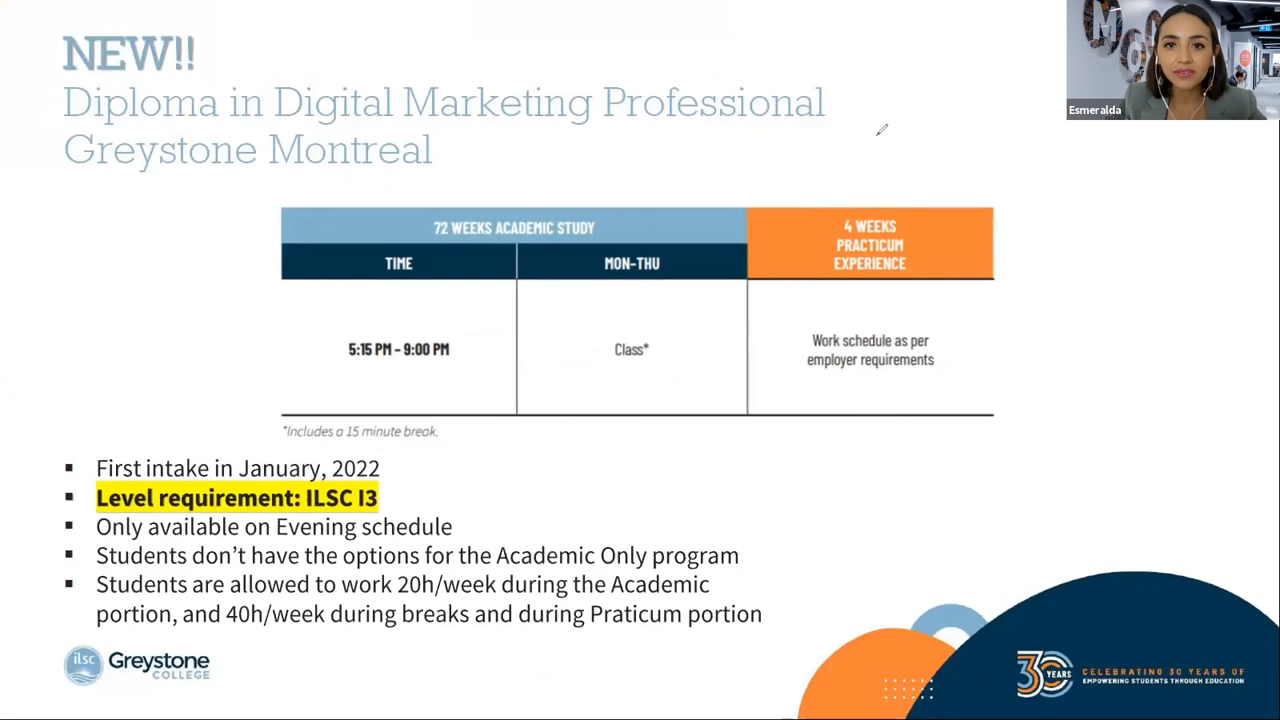 NEW!!
Diploma in Digital Marketing Professional
Greystone Montreal
Esmeralda
72 WEEKS ACADEMIC STUDY
4 WEEKS
PRACTICUM
EXPERIENCE
TIME
MON-THU
5:15 PM – 9:00 PM
Class*
Work schedule as per
employer requirements
*Includes a 15 minute break.
▪ First intake in January, 2022
▪ Level requirement: ILSC I3
▪ Only available on Evening schedule
▪ Students don't have the options for the Academic Only program
▪ Students are allowed to work 20h/week during the Academic
portion, and 40h/week during breaks and during Praticum portion
ilsc
Greystone
COLLEGE
30
YEARS
CELEBRATING 30 YEARS OF
EMPOWERING STUDENTS THROUGH EDUCATION